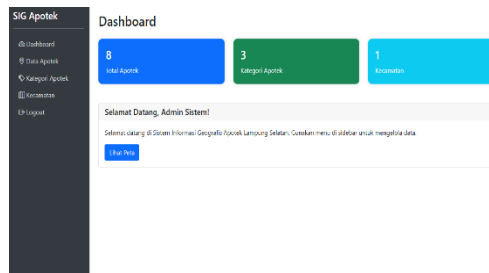 SIG Apotek
Dashboard
Dashboard
Data Apotek
Kategori Apotek
Kecamatan
Logout
8
Total Apotek
3
Kategori Apotek
1
Kecamatan
Selamat Datang, Admin Sistem!
Selamat datang di Sistem Informasi Geografis Apotek Lampung Selatan. Gunakan menu di sidebar untuk mengelola data.
Lihat Peta